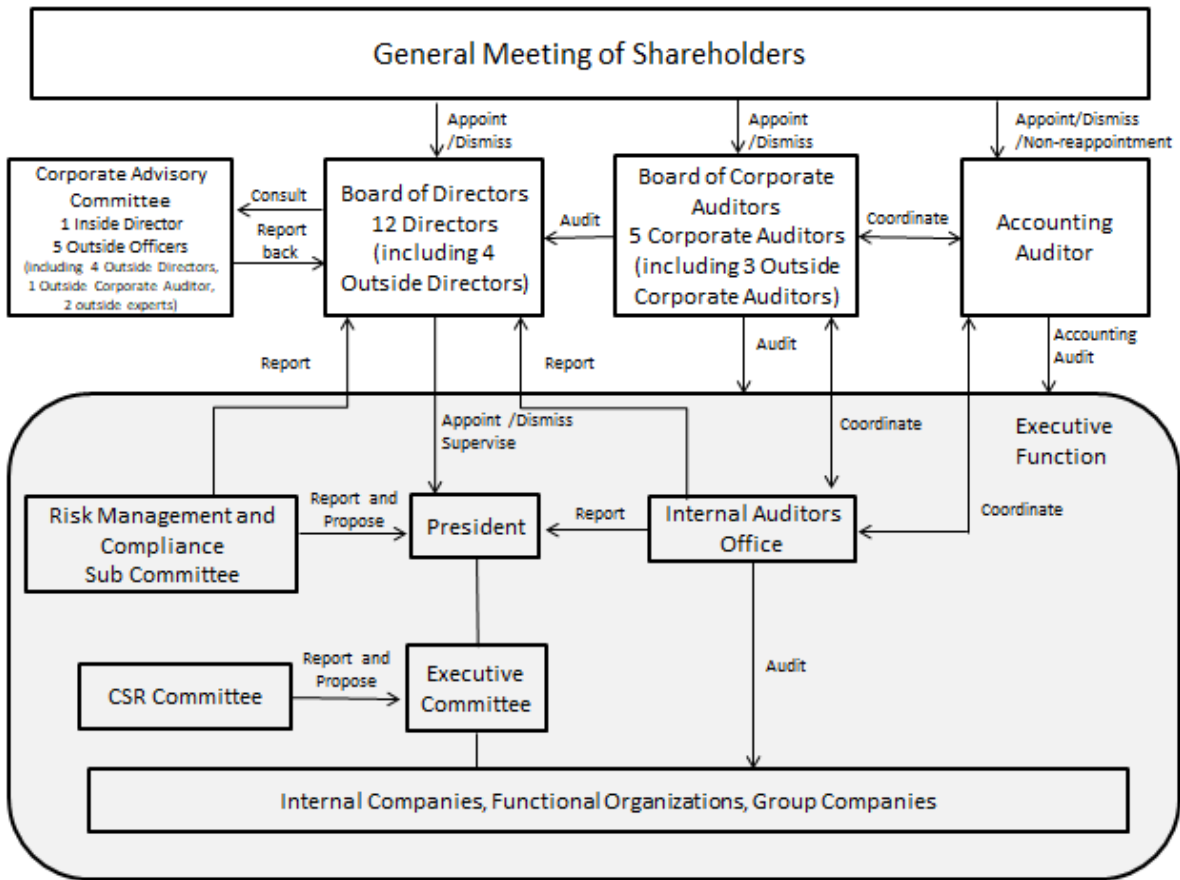 General Meeting of Shareholders
Appoint
/Dismiss
Appoint
/Dismiss
Appoint/Dismiss
/Non-reappointment
Corporate Advisory
Committee
1 Inside Director
5 Outside Officers
(including 4 Outside Directors,
1 Outside Corporate Auditor,
2 outside experts)
Consult
Report
back
Board of Directors
12 Directors
(including 4
Outside Directors)
Audit
Board of Corporate
Auditors
5 Corporate Auditors
(including 3 Outside
Corporate Auditors)
Coordinate
Accounting
Auditor
Report
Report
Audit
Accounting
Audit
Appoint /Dismiss
Supervise
Coordinate
Executive
Function
Risk Management and
Compliance
Sub Committee
Report and
Propose
President
Report
Internal Auditors
Office
Coordinate
CSR Committee
Report and
Propose
Executive
Committee
Audit
Internal Companies, Functional Organizations, Group Companies